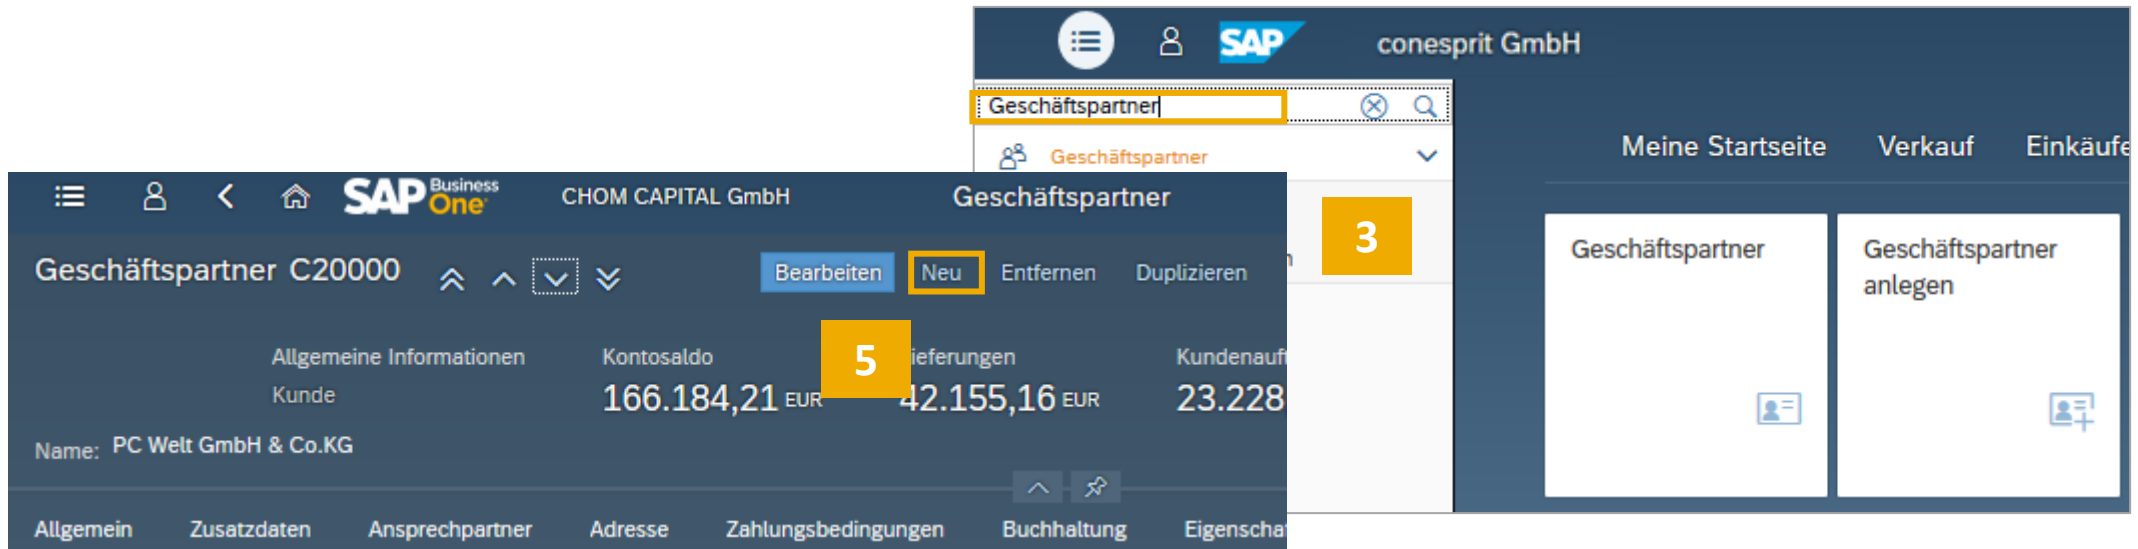 SAP conesprit GmbH
Geschäftspartner
Geschäftspartner
Meine Startseite Verkauf Einkäufe
3
Geschäftspartner
Geschäftspartner
anlegen
SAP Business One CHOM CAPITAL GmbH Geschäftspartner
Geschäftspartner C20000 Bearbeiten Neu Entfernen Duplizieren
5
Allgemeine Informationen Kontosaldo ieferungen Kundenauft
Kunde 166.184,21 EUR 42.155,16 EUR 23.228
Name: PC Welt GmbH & Co.KG
Allgemein Zusatzdaten Ansprechpartner Adresse Zahlungsbedingungen Buchhaltung Eigenscha